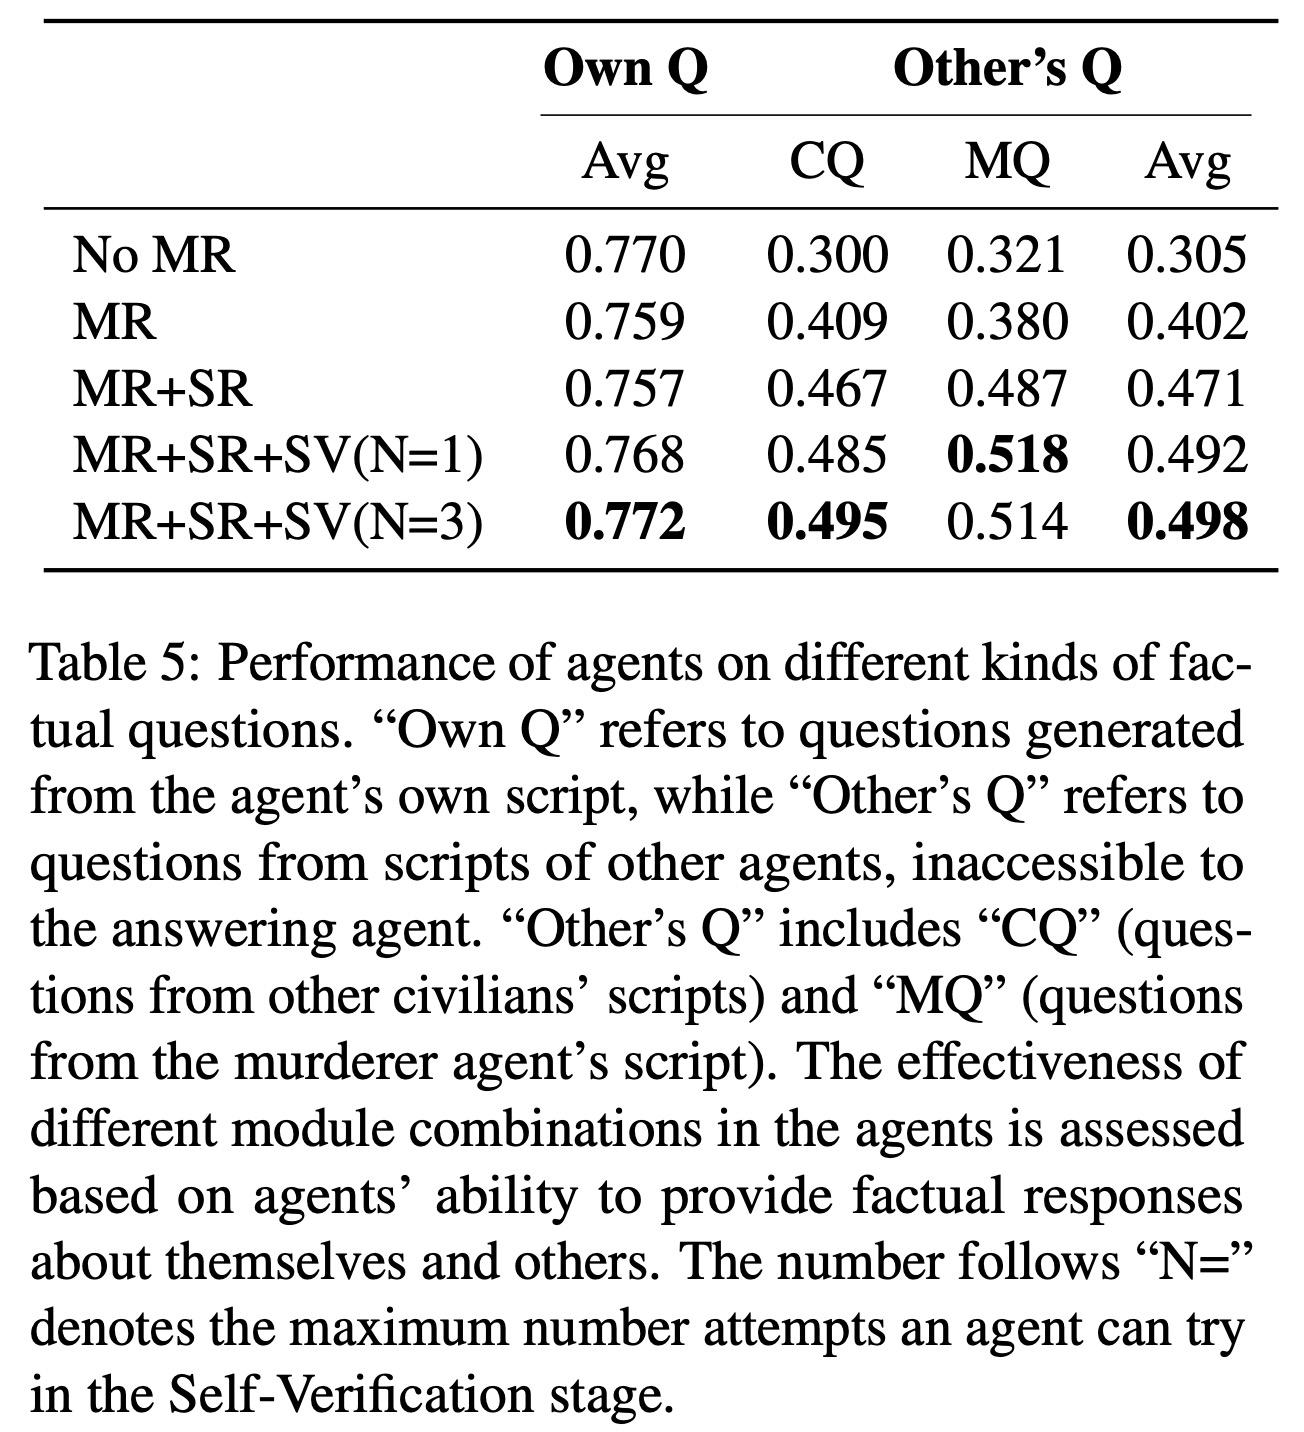 Own Q Other’s Q
Avg CQ MQ Avg
No MR 0.770 0.300 0.321 0.305
MR 0.759 0.409 0.380 0.402
MR+SR 0.757 0.467 0.487 0.471
MR+SR+SV(N=1) 0.768 0.485 0.518 0.492
MR+SR+SV(N=3) 0.772 0.495 0.514 0.498
Table 5: Performance of agents on different kinds of fac-
tual questions. “Own Q” refers to questions generated
from the agent’s own script, while “Other’s Q” refers to
questions from scripts of other agents, inaccessible to
the answering agent. “Other’s Q” includes “CQ” (ques-
tions from other civilians’ scripts) and “MQ” (questions
from the murderer agent’s script). The effectiveness of
different module combinations in the agents is assessed
based on agents’ ability to provide factual responses
about themselves and others. The number follows “N=”
denotes the maximum number attempts an agent can try
in the Self-Verification stage.